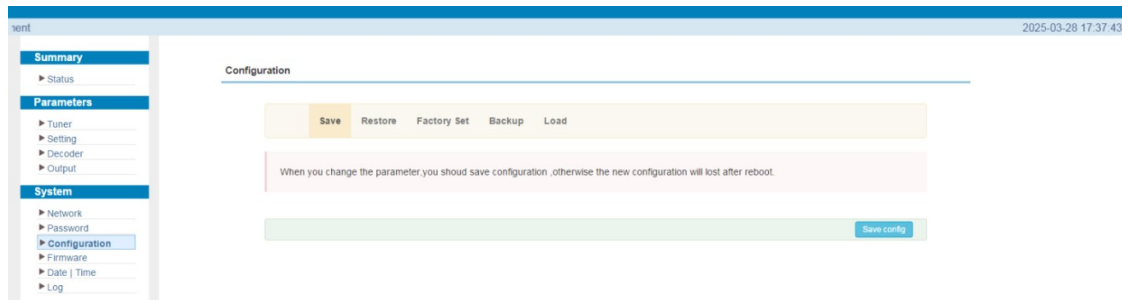 2025-03-28 17:37:43
Summary
Status
Parameters
Tuner
Setting
Decoder
Output
System
Network
Password
Configuration
Firmware
Date | Time
Log
Configuration
Save Restore Factory Set Backup Load
When you change the parameter,you shoud save configuration ,otherwise the new configuration will lost after reboot.
Save config